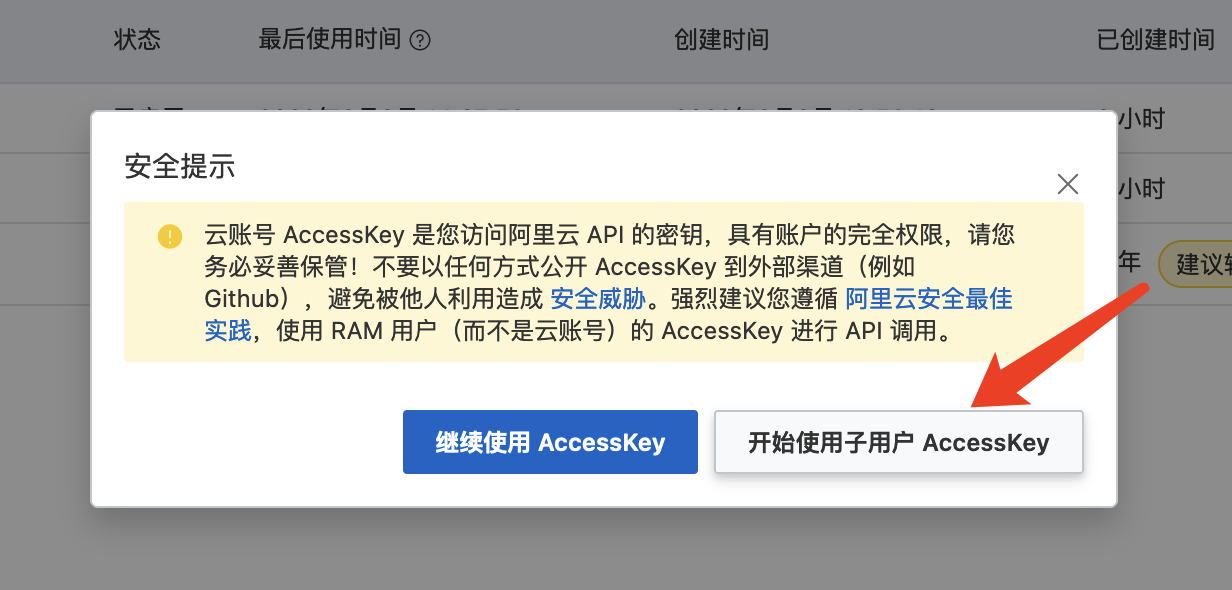 状态 最后使用时间 ? 创建时间 已创建时间
小时
安全提示
小时
云账号 AccessKey 是您访问阿里云 API 的密钥，具有账户的完全权限，请您
务必妥善保管！不要以任何方式公开 AccessKey 到外部渠道（例如
年 建议
Github），避免被他人利用造成 安全威胁。强烈建议您遵循 阿里云安全最佳
实践，使用 RAM 用户（而不是云账号）的 AccessKey 进行 API 调用。
继续使用 AccessKey 开始使用子用户 AccessKey